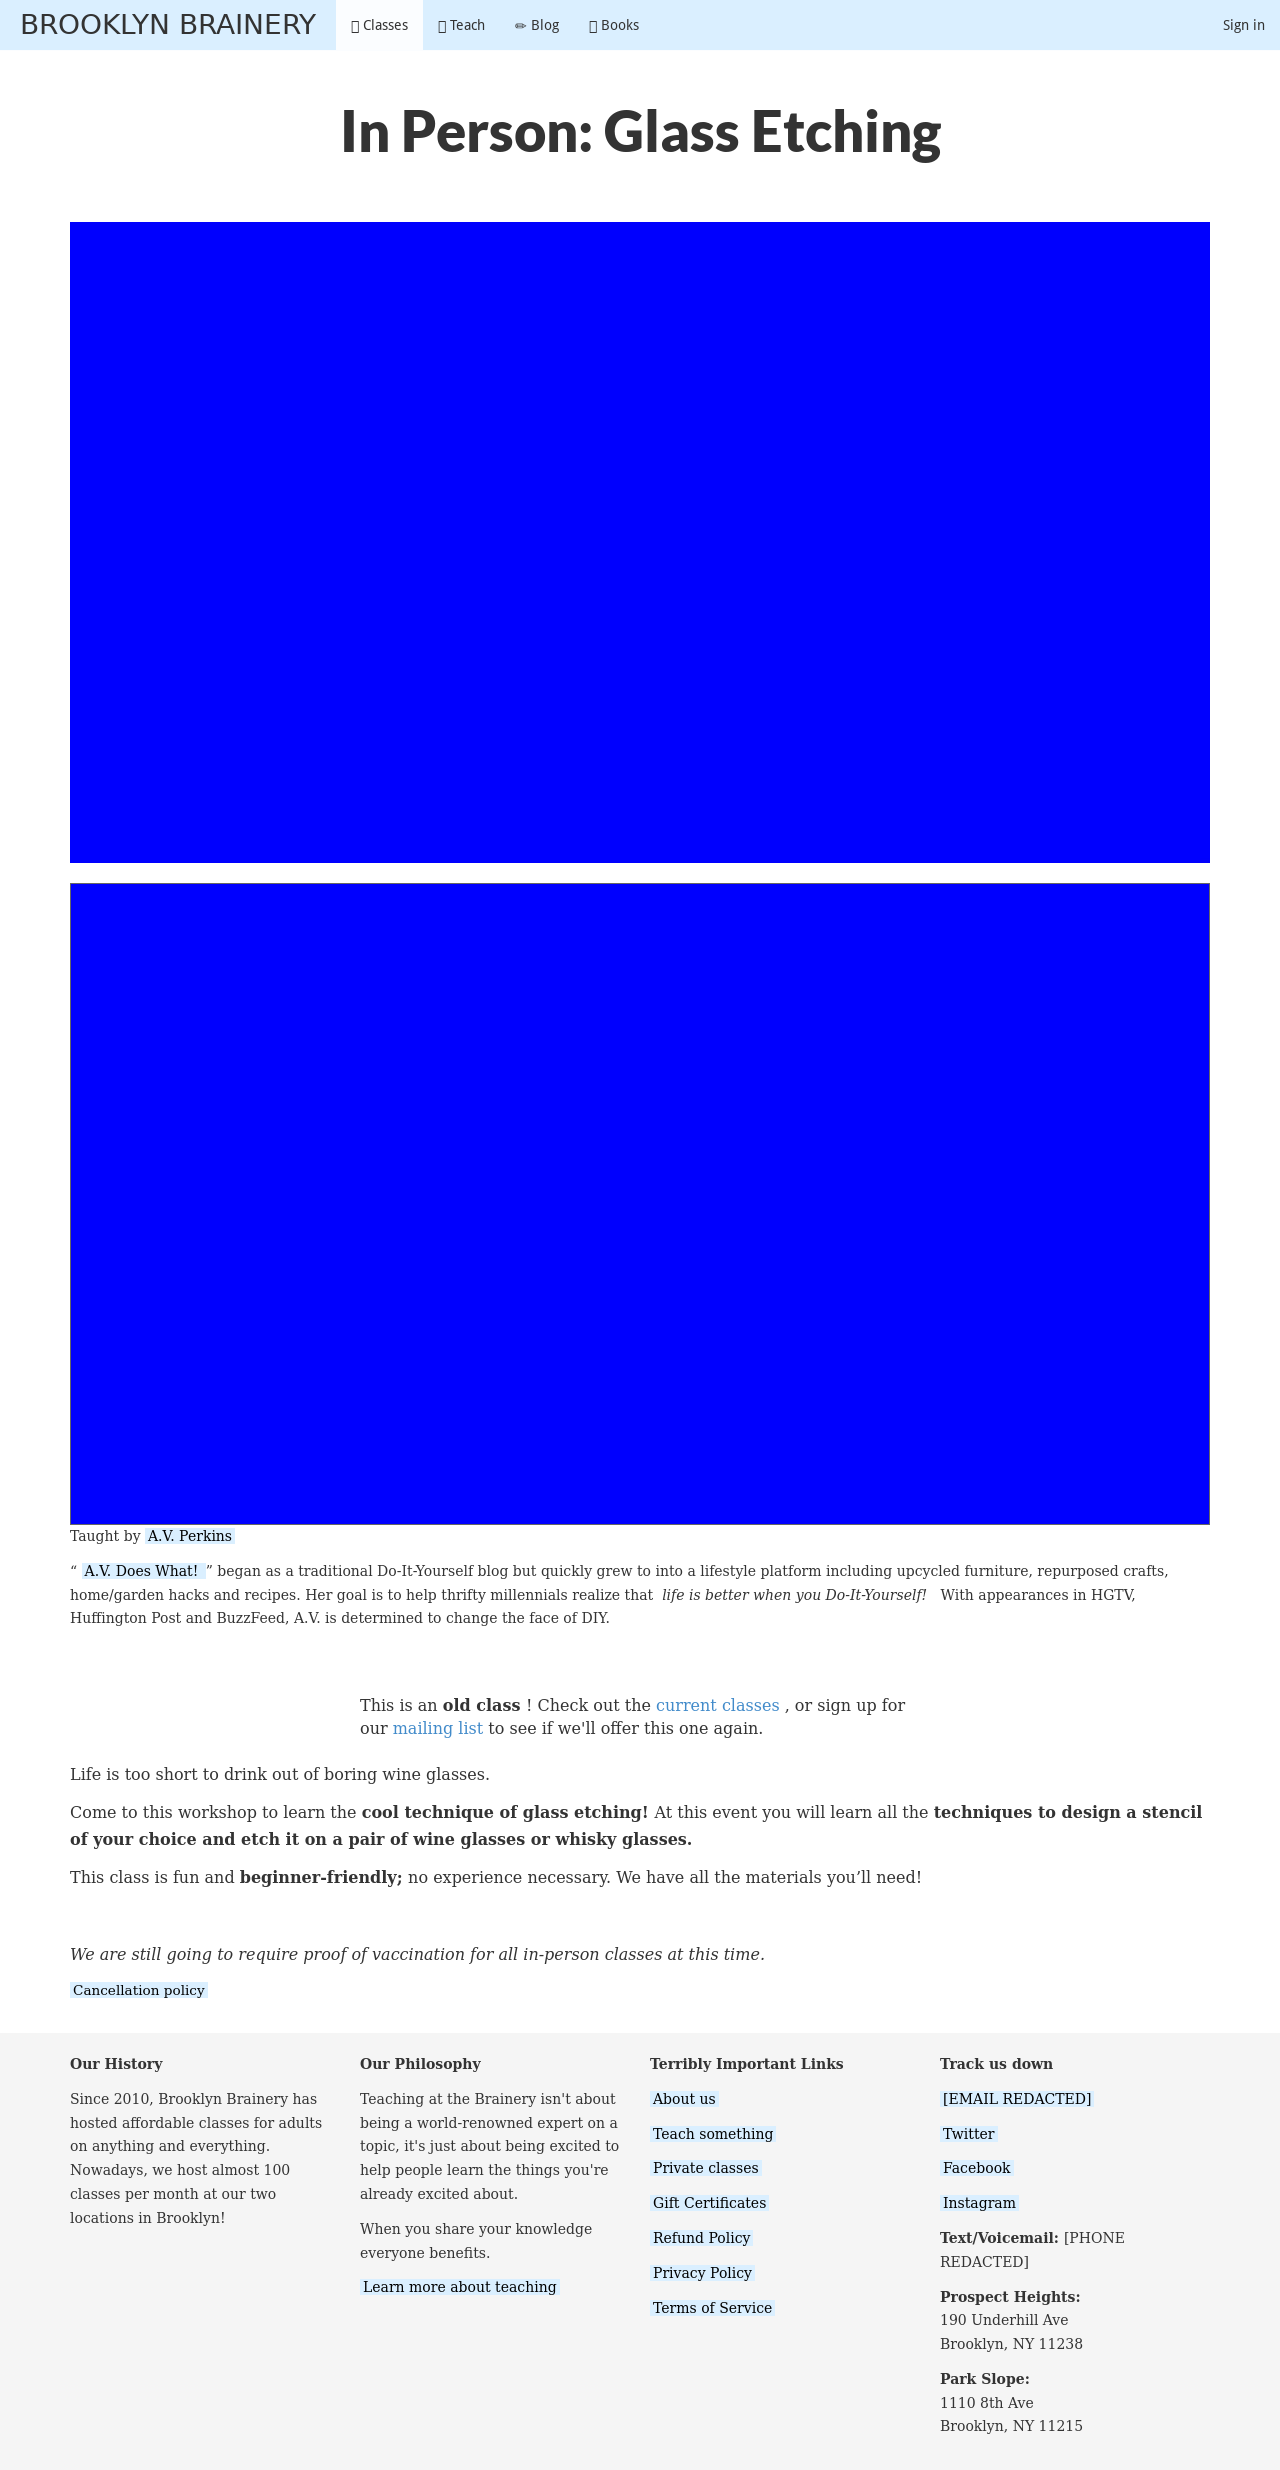 BROOKLYN BRAINERY
Classes
Teach
✏ Blog
Books
Sign in
In Person: Glass Etching
Taught by A.V. Perkins
“ A.V. Does What! ” began as a traditional Do-It-Yourself blog but quickly grew to into a lifestyle platform including upcycled furniture, repurposed crafts,
home/garden hacks and recipes. Her goal is to help thrifty millennials realize that life is better when you Do-It-Yourself! With appearances in HGTV,
Huffington Post and BuzzFeed, A.V. is determined to change the face of DIY.
This is an old class ! Check out the current classes , or sign up for
our mailing list to see if we'll offer this one again.
Life is too short to drink out of boring wine glasses.
Come to this workshop to learn the cool technique of glass etching! At this event you will learn all the techniques to design a stencil
of your choice and etch it on a pair of wine glasses or whisky glasses.
This class is fun and beginner-friendly; no experience necessary. We have all the materials you’ll need!
We are still going to require proof of vaccination for all in-person classes at this time.
Cancellation policy
Our History
Since 2010, Brooklyn Brainery has
hosted affordable classes for adults
on anything and everything.
Nowadays, we host almost 100
classes per month at our two
locations in Brooklyn!
Our Philosophy
Teaching at the Brainery isn't about
being a world-renowned expert on a
topic, it's just about being excited to
help people learn the things you're
already excited about.
When you share your knowledge
everyone benefits.
Learn more about teaching
Terribly Important Links
About us
Teach something
Private classes
Gift Certificates
Refund Policy
Privacy Policy
Terms of Service
Track us down
[EMAIL REDACTED]
Twitter
Facebook
Instagram
Text/Voicemail: [PHONE
REDACTED]
Prospect Heights:
190 Underhill Ave
Brooklyn, NY 11238
Park Slope:
1110 8th Ave
Brooklyn, NY 11215